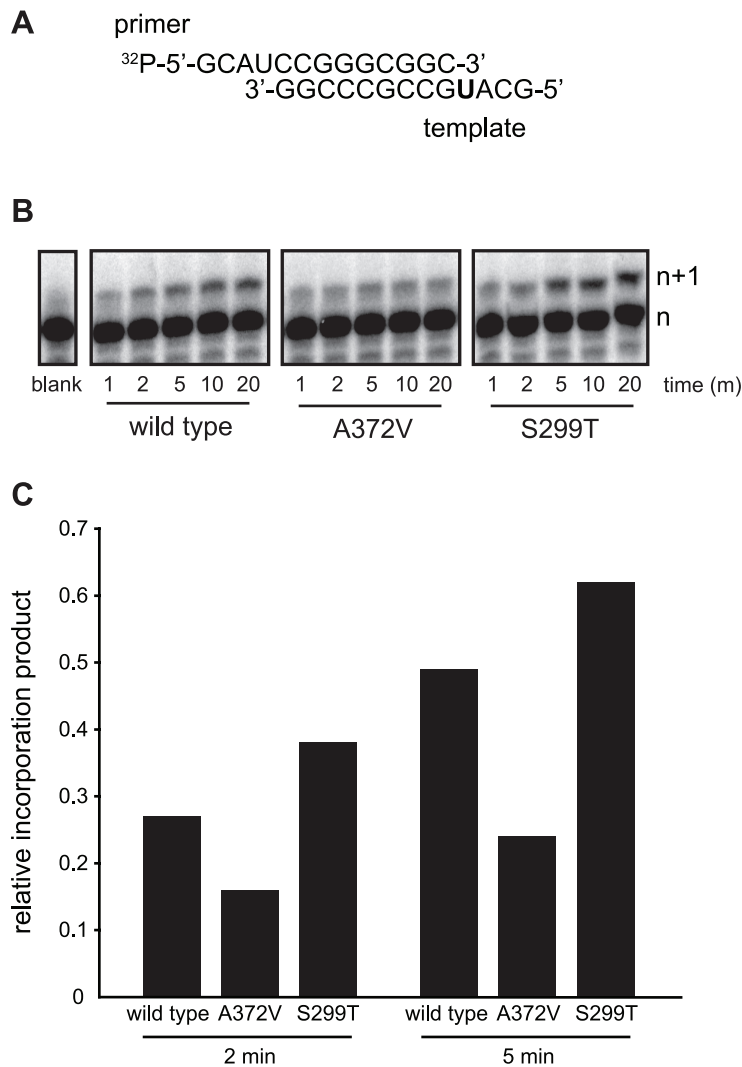 A
primer
32P-5’-GCAUCCGGGCGGC-3’
3’-GGCCCGCCGUACG-5’
template
B
n+1
n
blank 1 2 5 10 20 1 2 5 10 20 1 2 5 10 20 time (m)
wild type A372V S299T
C
relative incorporation product
0.7
0.6
0.5
0.4
0.3
0.2
0.1
0
wild type A372V S299T wild type A372V S299T
2 min 5 min